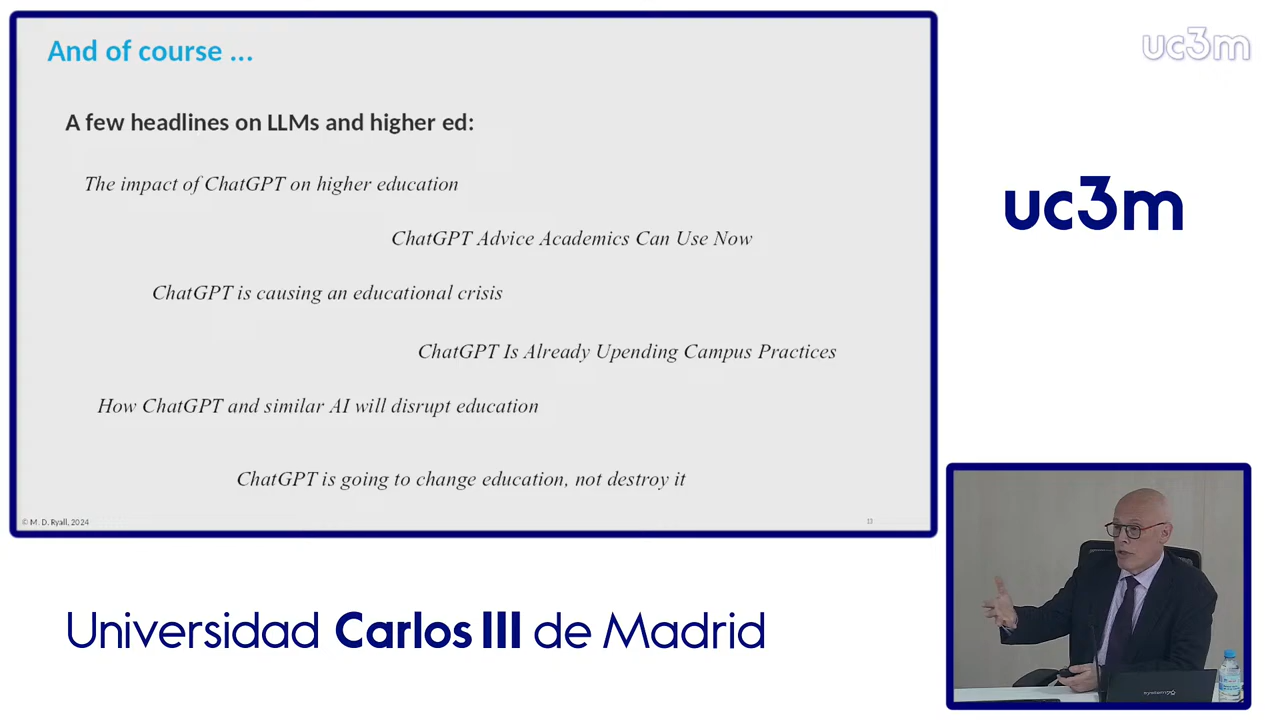 And of course ...
A few headlines on LLMs and higher ed:
The impact of ChatGPT on higher education
ChatGPT Advice Academics Can Use Now
ChatGPT is causing an educational crisis
ChatGPT Is Already Upending Campus Practices
How ChatGPT and similar AI will disrupt education
ChatGPT is going to change education, not destroy it
© M. D. Ryall, 2024
13
uc3m
uc3m
Universidad Carlos III de Madrid